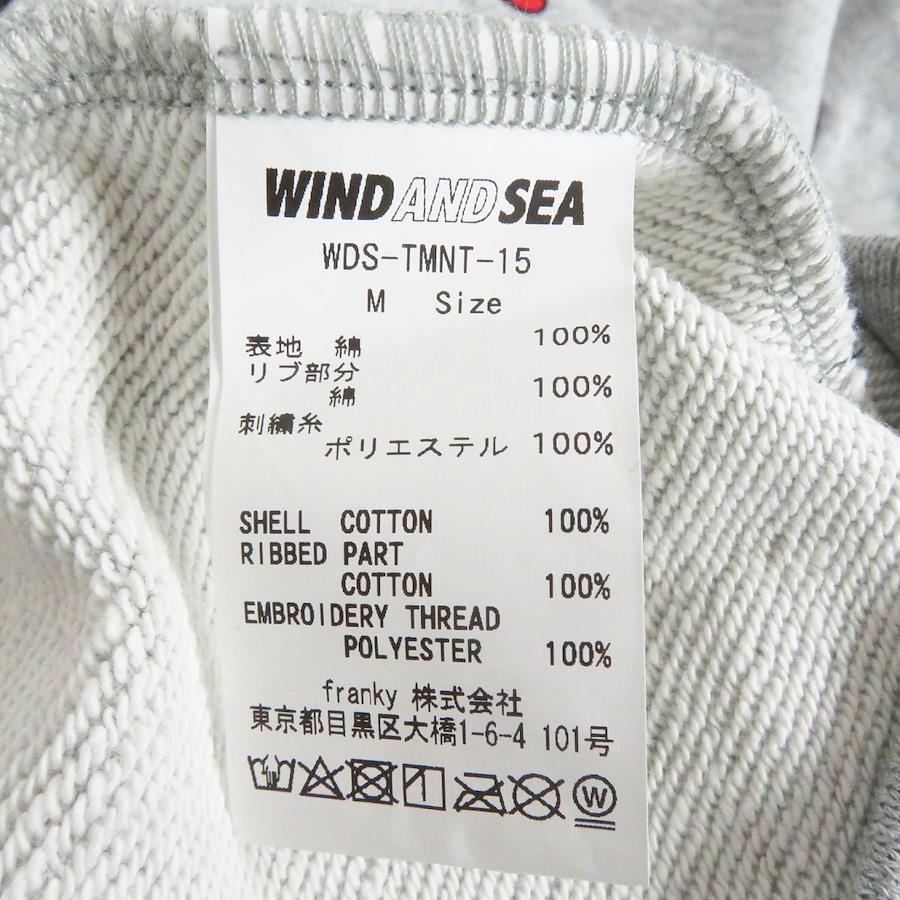 WINDANDSEA
WDS-TMNT-15
M Size
表地 綿 100%
リブ部分
綿 100%
刺繍糸
ポリエステル 100%
SHELL COTTON 100%
RIBBED PART
COTTON 100%
EMBROIDERY THREAD
POLYESTER 100%
franky 株式会社
東京都目黒区大橋1-6-4 101号
W